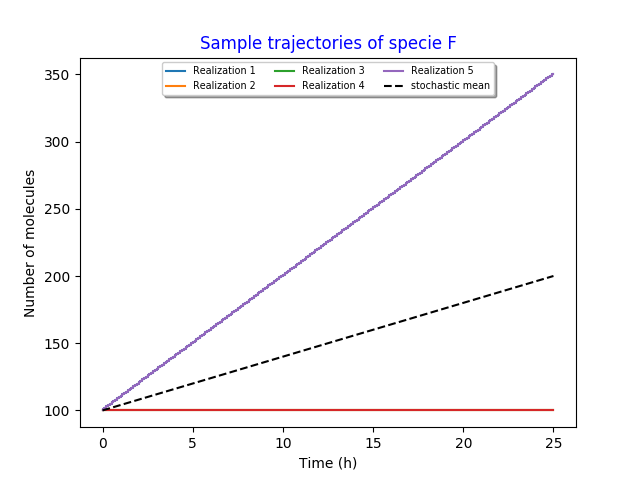 Sample trajectories of specie F
Realization 1 Realization 3 Realization 5
Realization 2 Realization 4 stochastic mean
350
300
250
200
150
100
Number of molecules
0 5 10 15 20 25
Time (h)